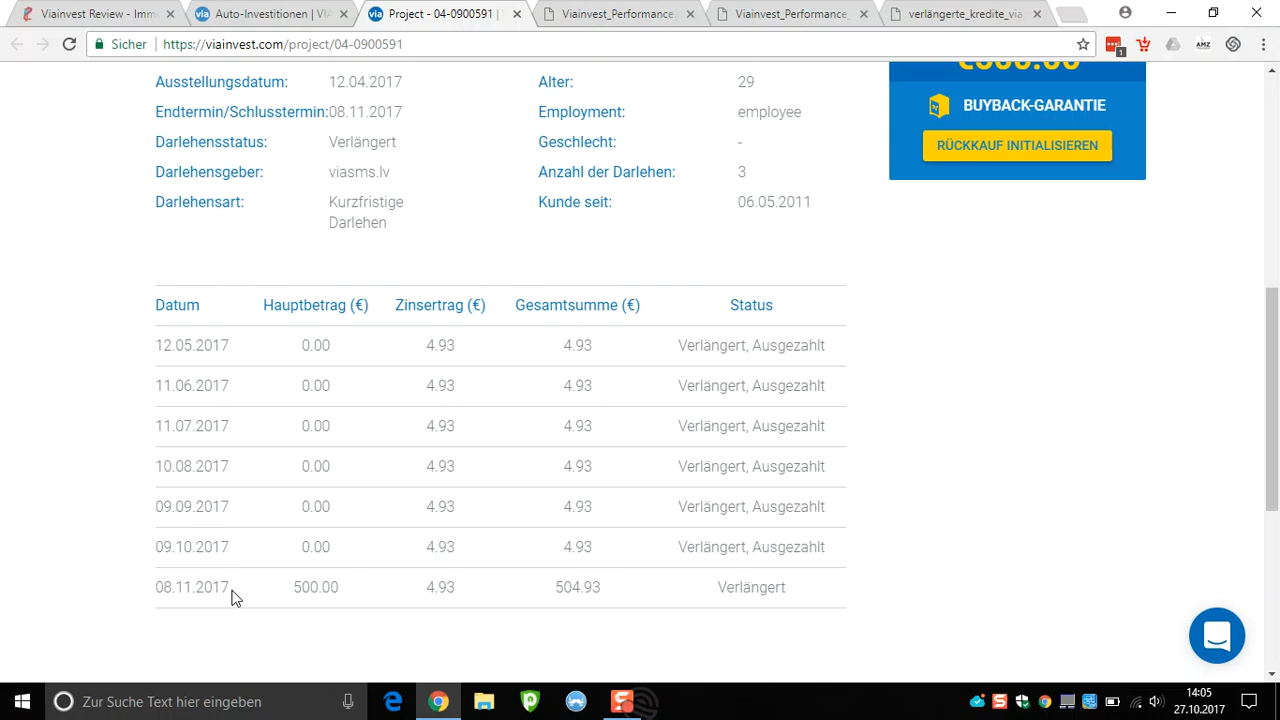 Viainvest Review - Imm
Auto-Investitionen | VIA
Project - 04-0900591 |
Viainvest_Performance.
Viainvest_Performance_
verlängerte_kredite_via
Sicher
https://viainvest.com/project/04-0900591
Ausstellungsdatum: 12.04.2017 Alter: 29
Endtermin/Schlusstermin: 08.11.2017 Employment: employee
BUYBACK-GARANTIE
Darlehensstatus: Verlängert Geschlecht: -
RÜCKKAUF INITIALISIEREN
Darlehensgeber: viasms.lv Anzahl der Darlehen: 3
Darlehensart: Kurzfristige Darlehen Kunde seit: 06.05.2011
Datum Hauptbetrag (€) Zinsertrag (€) Gesamtsumme (€) Status
12.05.2017 0.00 4.93 4.93 Verlängert, Ausgezahlt
11.06.2017 0.00 4.93 4.93 Verlängert, Ausgezahlt
11.07.2017 0.00 4.93 4.93 Verlängert, Ausgezahlt
10.08.2017 0.00 4.93 4.93 Verlängert, Ausgezahlt
09.09.2017 0.00 4.93 4.93 Verlängert, Ausgezahlt
09.10.2017 0.00 4.93 4.93 Verlängert, Ausgezahlt
08.11.2017 500.00 4.93 504.93 Verlängert
Zur Suche Text hier eingeben
14:05
27.10.2017